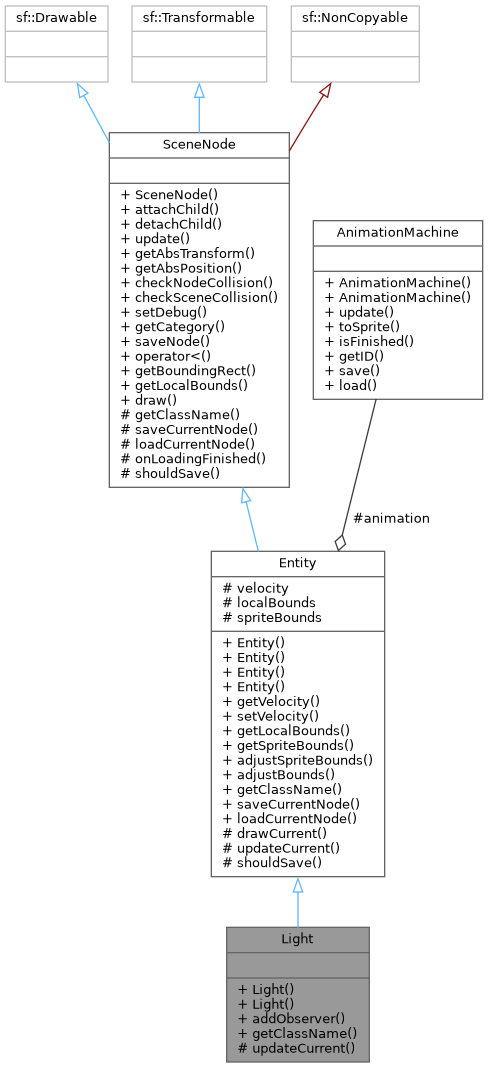 sf::Drawable
sf::Transformable
sf::NonCopyable
SceneNode
+ SceneNode()
+ attachChild()
+ detachChild()
+ update()
+ getAbsTransform()
+ getAbsPosition()
+ checkNodeCollision()
+ checkSceneCollision()
+ setDebug()
+ getCategory()
+ saveNode()
+ operator<()
+ getBoundingRect()
+ getLocalBounds()
+ draw()
# getClassName()
# saveCurrentNode()
# loadCurrentNode()
# onLoadingFinished()
# shouldSave()
AnimationMachine
+ AnimationMachine()
+ AnimationMachine()
+ update()
+ toSprite()
+ isFinished()
+ getID()
+ save()
+ load()
#animation
Entity
# velocity
# localBounds
# spriteBounds
+ Entity()
+ Entity()
+ Entity()
+ Entity()
+ getVelocity()
+ setVelocity()
+ getLocalBounds()
+ getSpriteBounds()
+ adjustSpriteBounds()
+ adjustBounds()
+ getClassName()
+ saveCurrentNode()
+ loadCurrentNode()
# drawCurrent()
# updateCurrent()
# shouldSave()
Light
+ Light()
+ Light()
+ addObserver()
+ getClassName()
# updateCurrent()